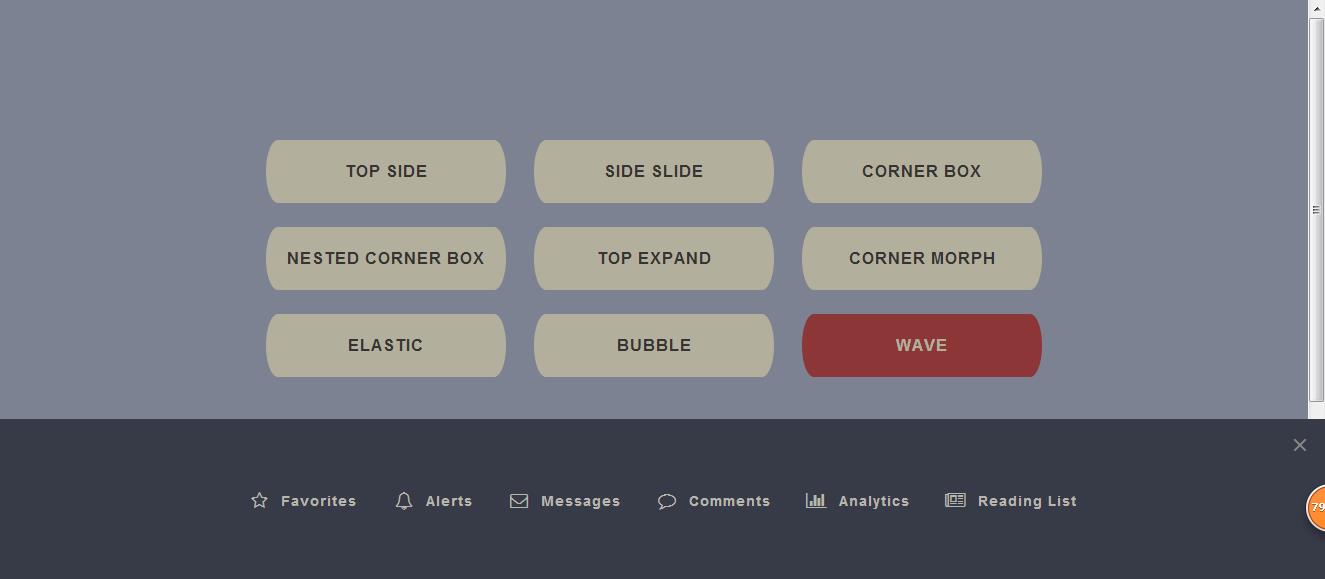 TOP SIDE
SIDE SLIDE
CORNER BOX
NESTED CORNER BOX
TOP EXPAND
CORNER MORPH
ELASTIC
BUBBLE
WAVE
Favorites
Alerts
Messages
Comments
Analytics
Reading List
79